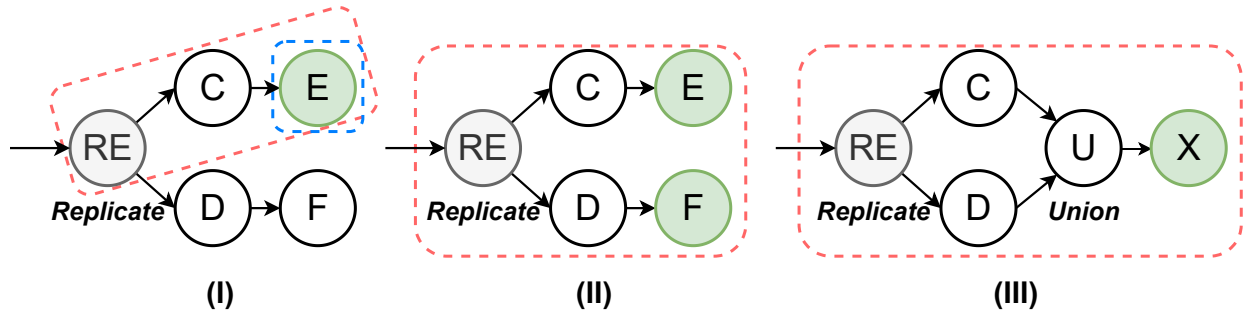 C
E
RE
Replicate
D
F
(I)
C
E
RE
Replicate
D
F
(II)
C
RE
U
X
Replicate
D
Union
(III)